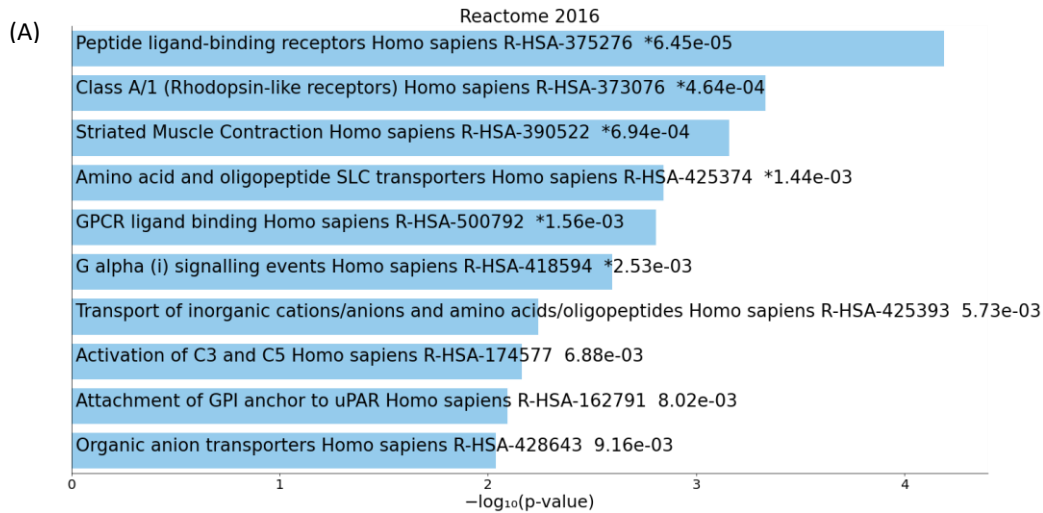 Reactome 2016
(A)
Peptide ligand-binding receptors Homo sapiens R-HSA-375276 *6.45e-05
Class A/1 (Rhodopsin-like receptors) Homo sapiens R-HSA-373076 *4.64e-04
Striated Muscle Contraction Homo sapiens R-HSA-390522 *6.94e-04
Amino acid and oligopeptide SLC transporters Homo sapiens R-HSA-425374 *1.44e-03
GPCR ligand binding Homo sapiens R-HSA-500792 *1.56e-03
G alpha (i) signalling events Homo sapiens R-HSA-418594 *2.53e-03
Transport of inorganic cations/anions and amino acids/oligopeptides Homo sapiens R-HSA-425393 5.73e-03
Activation of C3 and C5 Homo sapiens R-HSA-174577 6.88e-03
Attachment of GPI anchor to uPAR Homo sapiens R-HSA-162791 8.02e-03
Organic anion transporters Homo sapiens R-HSA-428643 9.16e-03
0 1 2 3 4
−log₁₀(p-value)